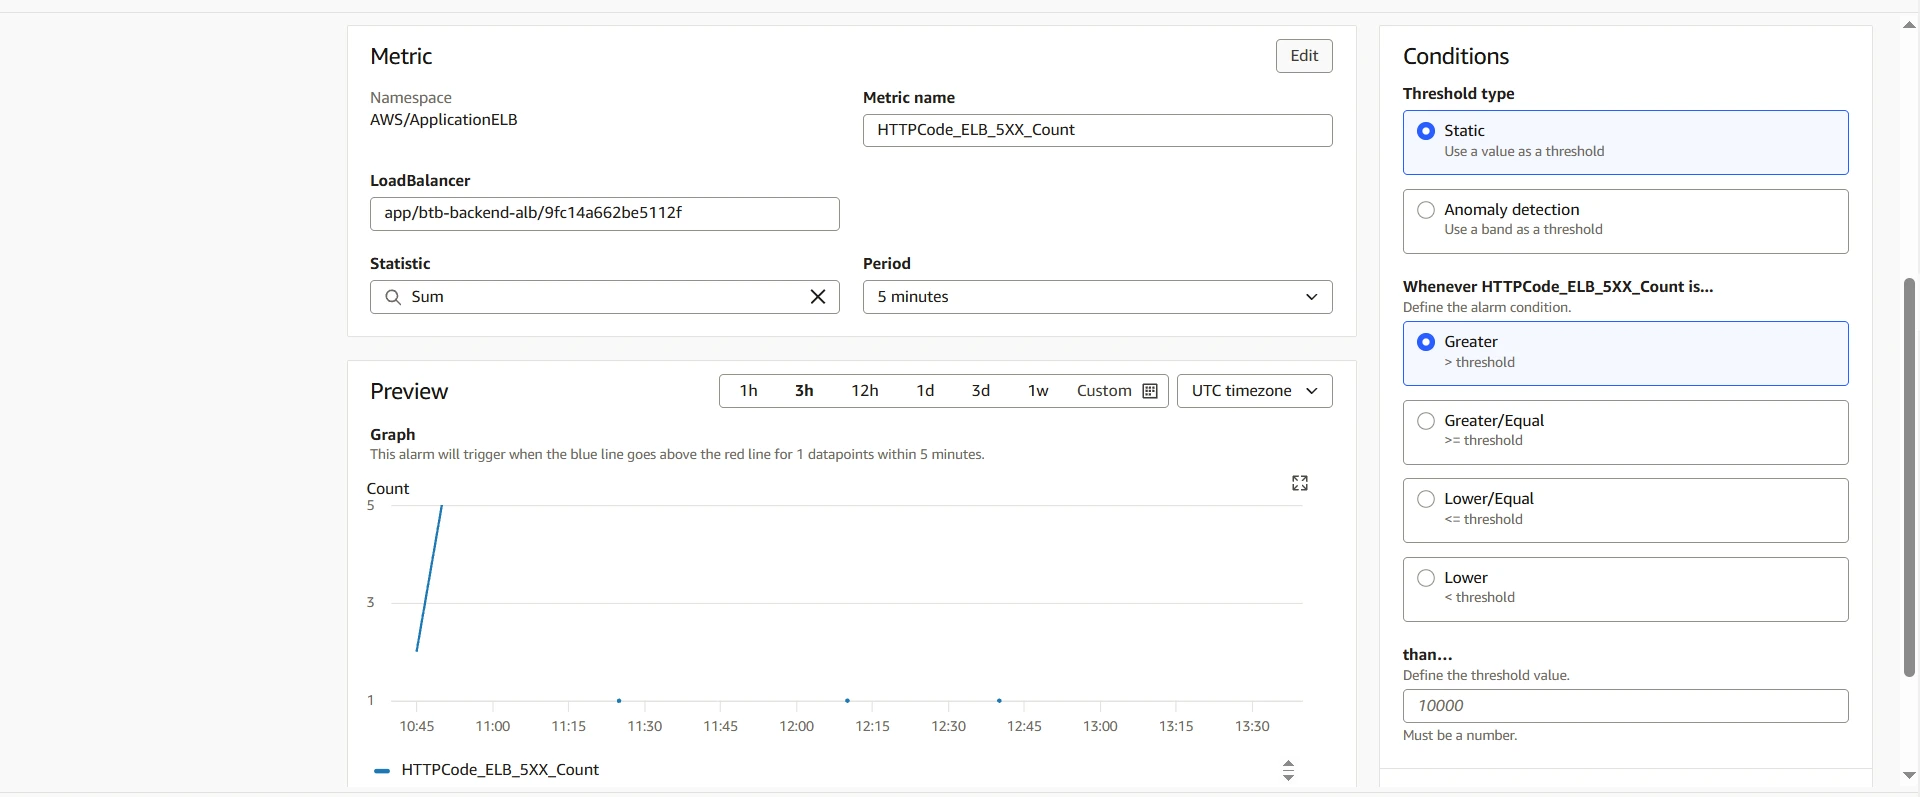 Metric
Edit
Namespace
AWS/ApplicationELB
Metric name
HTTPCode_ELB_5XX_Count
LoadBalancer
app/btb-backend-alb/9fc14a662be5112f
Statistic
Sum
Period
5 minutes
Preview
1h 3h 12h 1d 3d 1w Custom
UTC timezone
Graph
This alarm will trigger when the blue line goes above the red line for 1 datapoints within 5 minutes.
Count
5
3
1
10:45 11:00 11:15 11:30 11:45 12:00 12:15 12:30 12:45 13:00 13:15 13:30
HTTPCode_ELB_5XX_Count
Conditions
Threshold type
Static
Use a value as a threshold
Anomaly detection
Use a band as a threshold
Whenever HTTPCode_ELB_5XX_Count is...
Define the alarm condition.
Greater
> threshold
Greater/Equal
>= threshold
Lower/Equal
<= threshold
Lower
< threshold
than...
Define the threshold value.
10000
Must be a number.